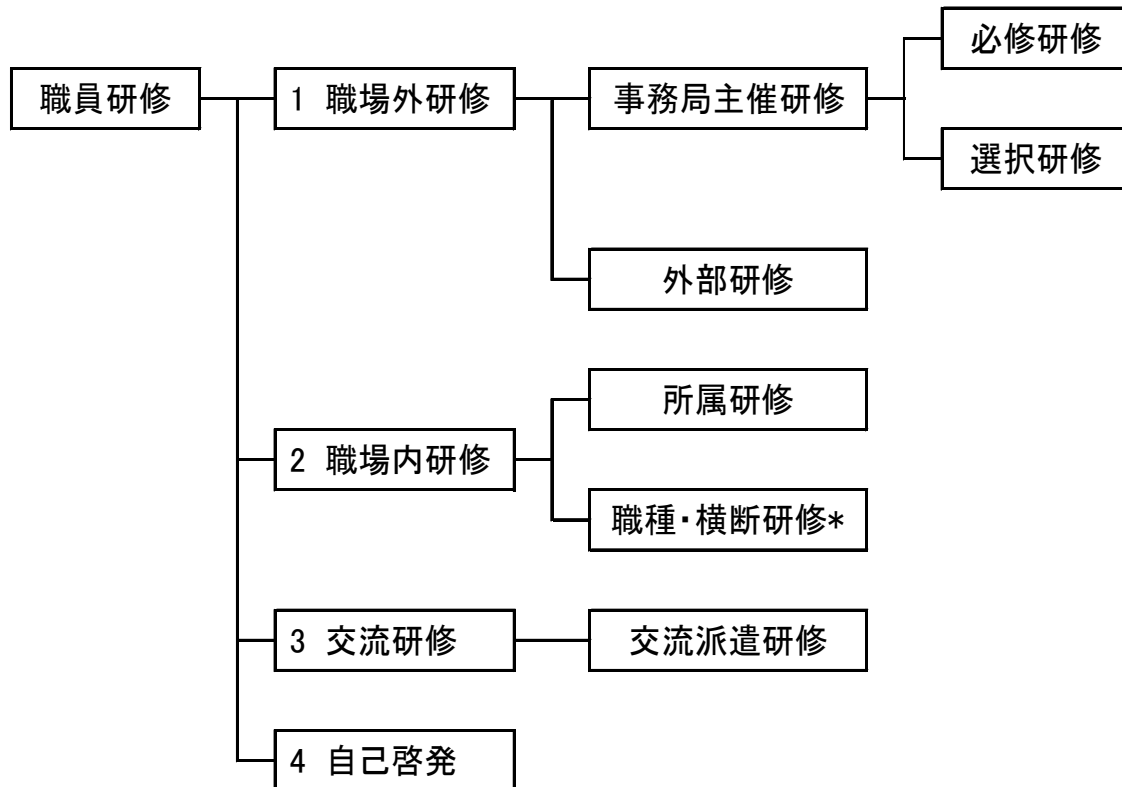 職員研修
1 職場外研修
事務局主催研修
必修研修
選択研修
外部研修
2 職場内研修
所属研修
職種・横断研修*
3 交流研修
交流派遣研修
4 自己啓発